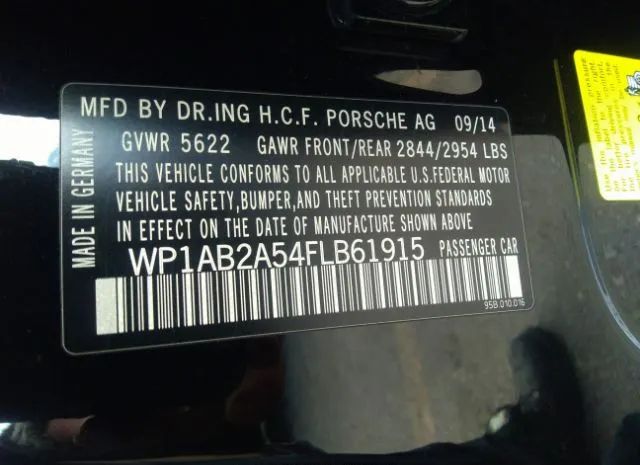 MFD BY DR.ING H.C.F. PORSCHE AG 09/14
GVWR 5622 GAWR FRONT/REAR 2844/2954 LBS
THIS VEHICLE CONFORMS TO ALL APPLICABLE U.S.FEDERAL MOTOR
VEHICLE SAFETY,BUMPER,AND THEFT PREVENTION STANDARDS
IN EFFECT ON THE DATE OF MANUFACTURE SHOWN ABOVE
WP1AB2A54FLB61915 PASSENGER CAR
95B.010.016
MADE IN GERMANY